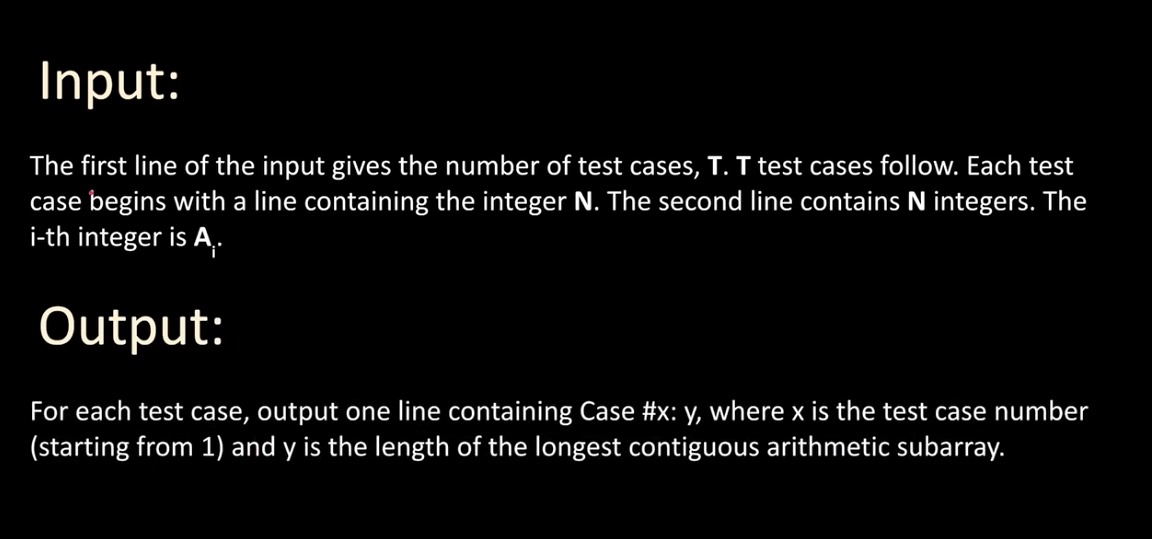 Input:
The first line of the input gives the number of test cases, T. T test cases follow. Each test
case begins with a line containing the integer N. The second line contains N integers. The
i-th integer is Ai.
Output:
For each test case, output one line containing Case #x: y, where x is the test case number
(starting from 1) and y is the length of the longest contiguous arithmetic subarray.